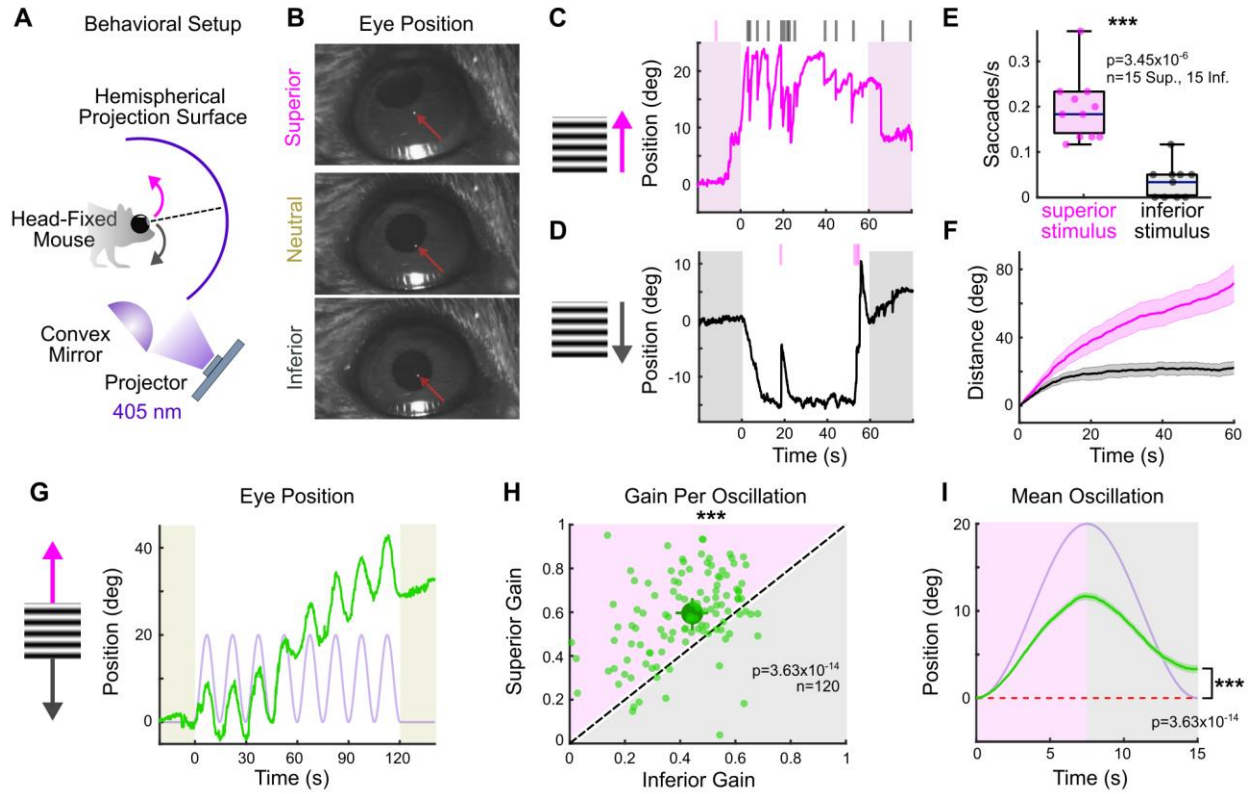 A
Behavioral Setup
Hemispherical
Projection Surface
Head-Fixed
Mouse
Convex
Mirror
Projector
405 nm
B
Eye Position
Superior
Neutral
Inferior
C
Position (deg)
20
10
0
0
20
40
60
80
D
Position (deg)
10
0
-10
0
20
40
60
80
Time (s)
E
***
p=3.45x10⁻⁶
n=15 Sup., 15 Inf.
Saccades/s
0.3
0.2
0.1
0
superior
stimulus
inferior
stimulus
F
Distance (deg)
80
40
0
0
20
40
60
Time (s)
G
Eye Position
Position (deg)
40
20
0
0
30
60
90
120
Time (s)
H
Gain Per Oscillation
***
Superior Gain
1
0.8
0.6
0.4
0.2
0
p=3.63x10⁻¹⁴
n=120
0
0.2
0.4
0.6
0.8
1
Inferior Gain
I
Mean Oscillation
Position (deg)
20
10
0
***
p=3.63x10⁻¹⁴
0
5
10
15
Time (s)